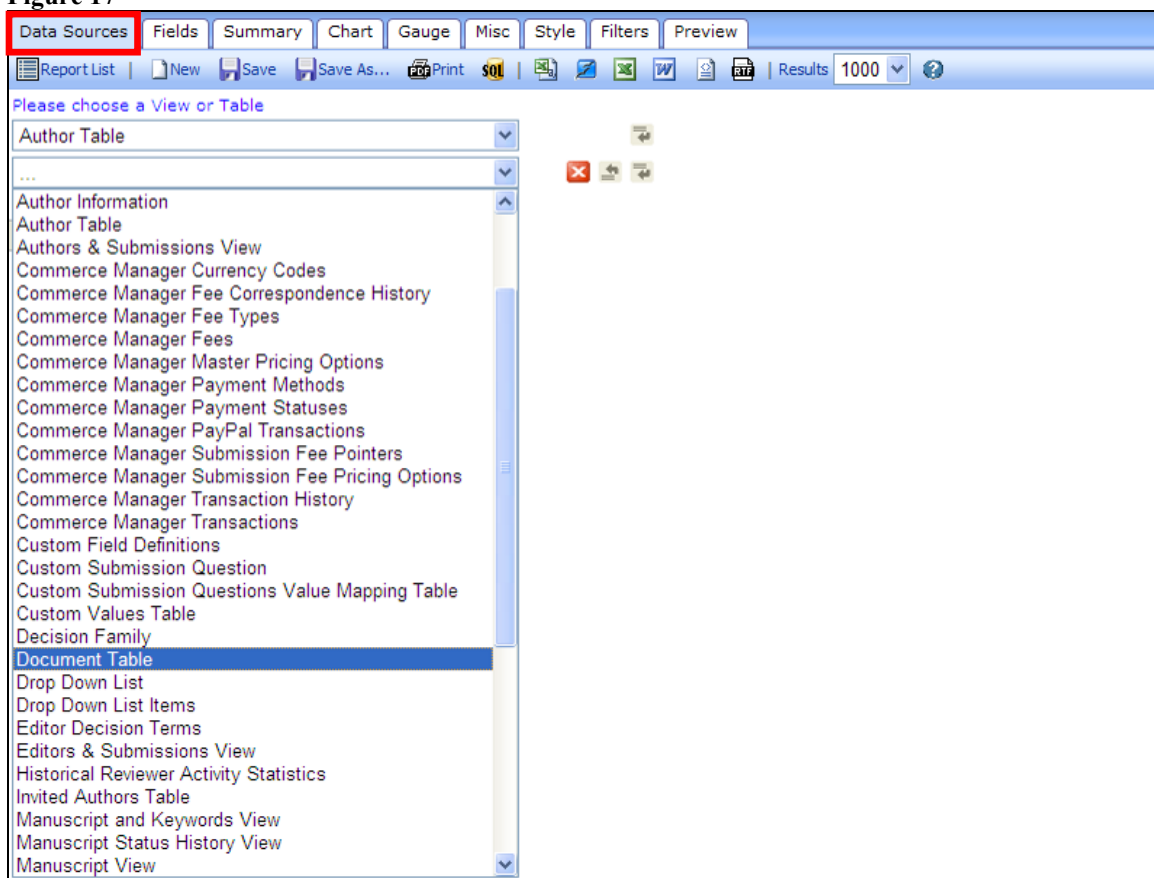 Figure 17
Data Sources Fields Summary Chart Gauge Misc Style Filters Preview
Report List | New Save Save As... PDF Print SQL | RTF | Results 1000
Please choose a View or Table
Author Table
...
Author Information
Author Table
Authors & Submissions View
Commerce Manager Currency Codes
Commerce Manager Fee Correspondence History
Commerce Manager Fee Types
Commerce Manager Fees
Commerce Manager Master Pricing Options
Commerce Manager Payment Methods
Commerce Manager Payment Statuses
Commerce Manager PayPal Transactions
Commerce Manager Submission Fee Pointers
Commerce Manager Submission Fee Pricing Options
Commerce Manager Transaction History
Commerce Manager Transactions
Custom Field Definitions
Custom Submission Question
Custom Submission Questions Value Mapping Table
Custom Values Table
Decision Family
Document Table
Drop Down List
Drop Down List Items
Editor Decision Terms
Editors & Submissions View
Historical Reviewer Activity Statistics
Invited Authors Table
Manuscript and Keywords View
Manuscript Status History View
Manuscript View